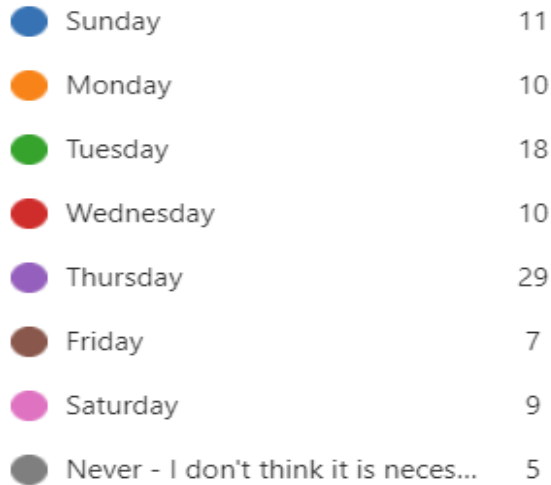 Sunday 11
Monday 10
Tuesday 18
Wednesday 10
Thursday 29
Friday 7
Saturday 9
Never - I don't think it is neces... 5